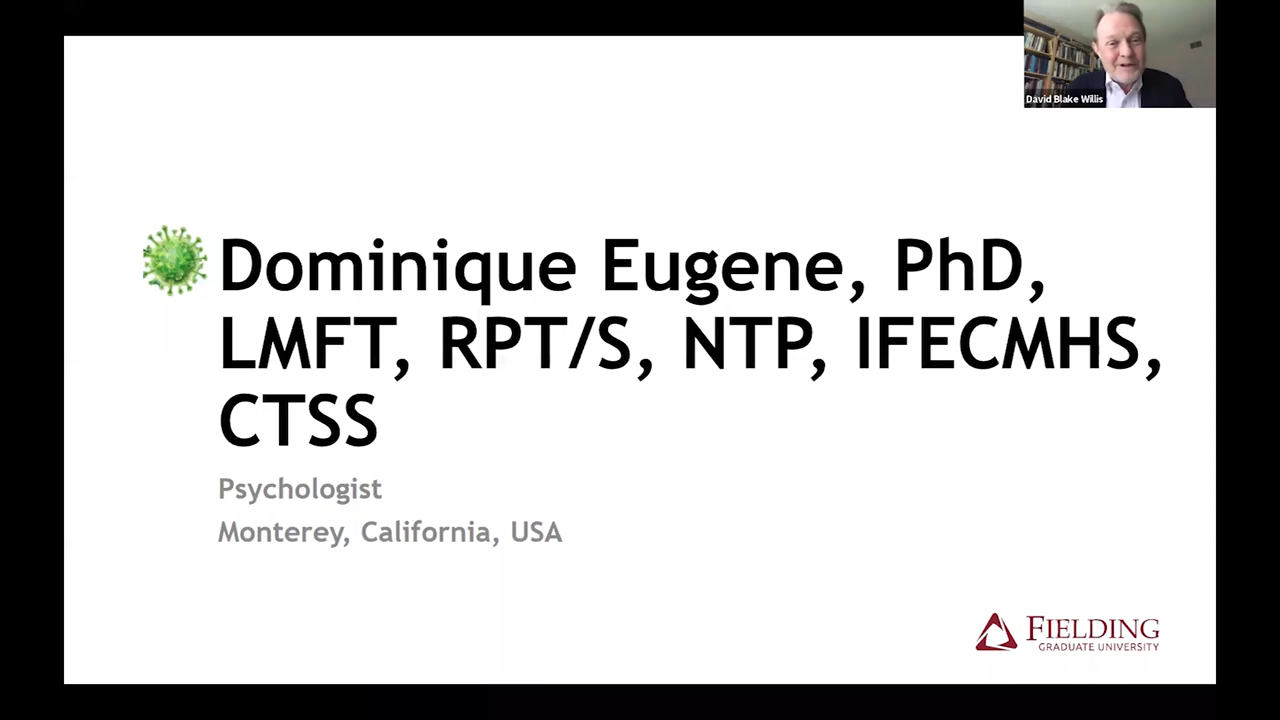 David Blake Willis
Dominique Eugene, PhD,
LMFT, RPT/S, NTP, IFECMHS,
CTSS
Psychologist
Monterey, California, USA
FIELDING
GRADUATE UNIVERSITY